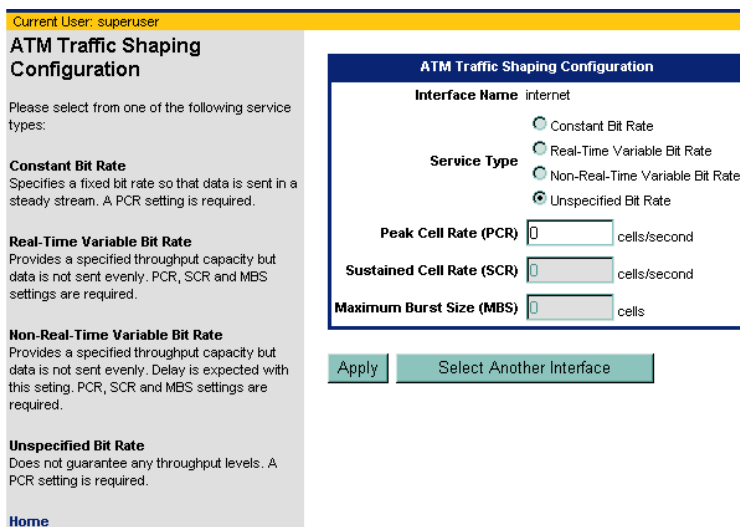 Current User: superuser
ATM Traffic Shaping
Configuration
Please select from one of the following service
types:
Constant Bit Rate
Specifies a fixed bit rate so that data is sent in a
steady stream. A PCR setting is required.
Real-Time Variable Bit Rate
Provides a specified throughput capacity but
data is not sent evenly. PCR, SCR and MBS
settings are required.
Non-Real-Time Variable Bit Rate
Provides a specified throughput capacity but
data is not sent evenly. Delay is expected with
this seting. PCR, SCR and MBS settings are
required.
Unspecified Bit Rate
Does not guarantee any throughput levels. A
PCR setting is required.
Home
ATM Traffic Shaping Configuration
Interface Name internet
Service Type
Constant Bit Rate
Real-Time Variable Bit Rate
Non-Real-Time Variable Bit Rate
Unspecified Bit Rate
Peak Cell Rate (PCR) 0 cells/second
Sustained Cell Rate (SCR) 0 cells/second
Maximum Burst Size (MBS) 0 cells
Apply
Select Another Interface